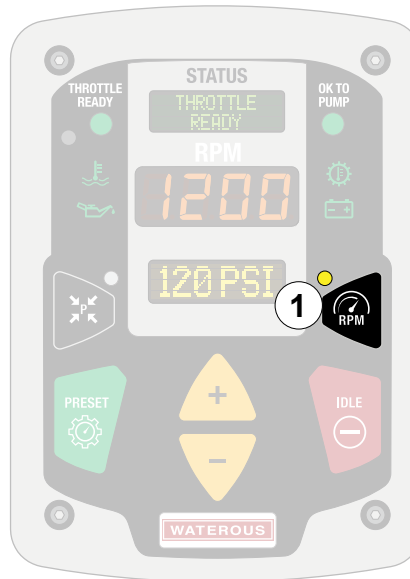 STATUS
THROTTLE
READY
OK TO
PUMP
THROTTLE
READY
RPM
1200
120 PSI
P
1
RPM
PRESET
+
IDLE
−
WATEROUS